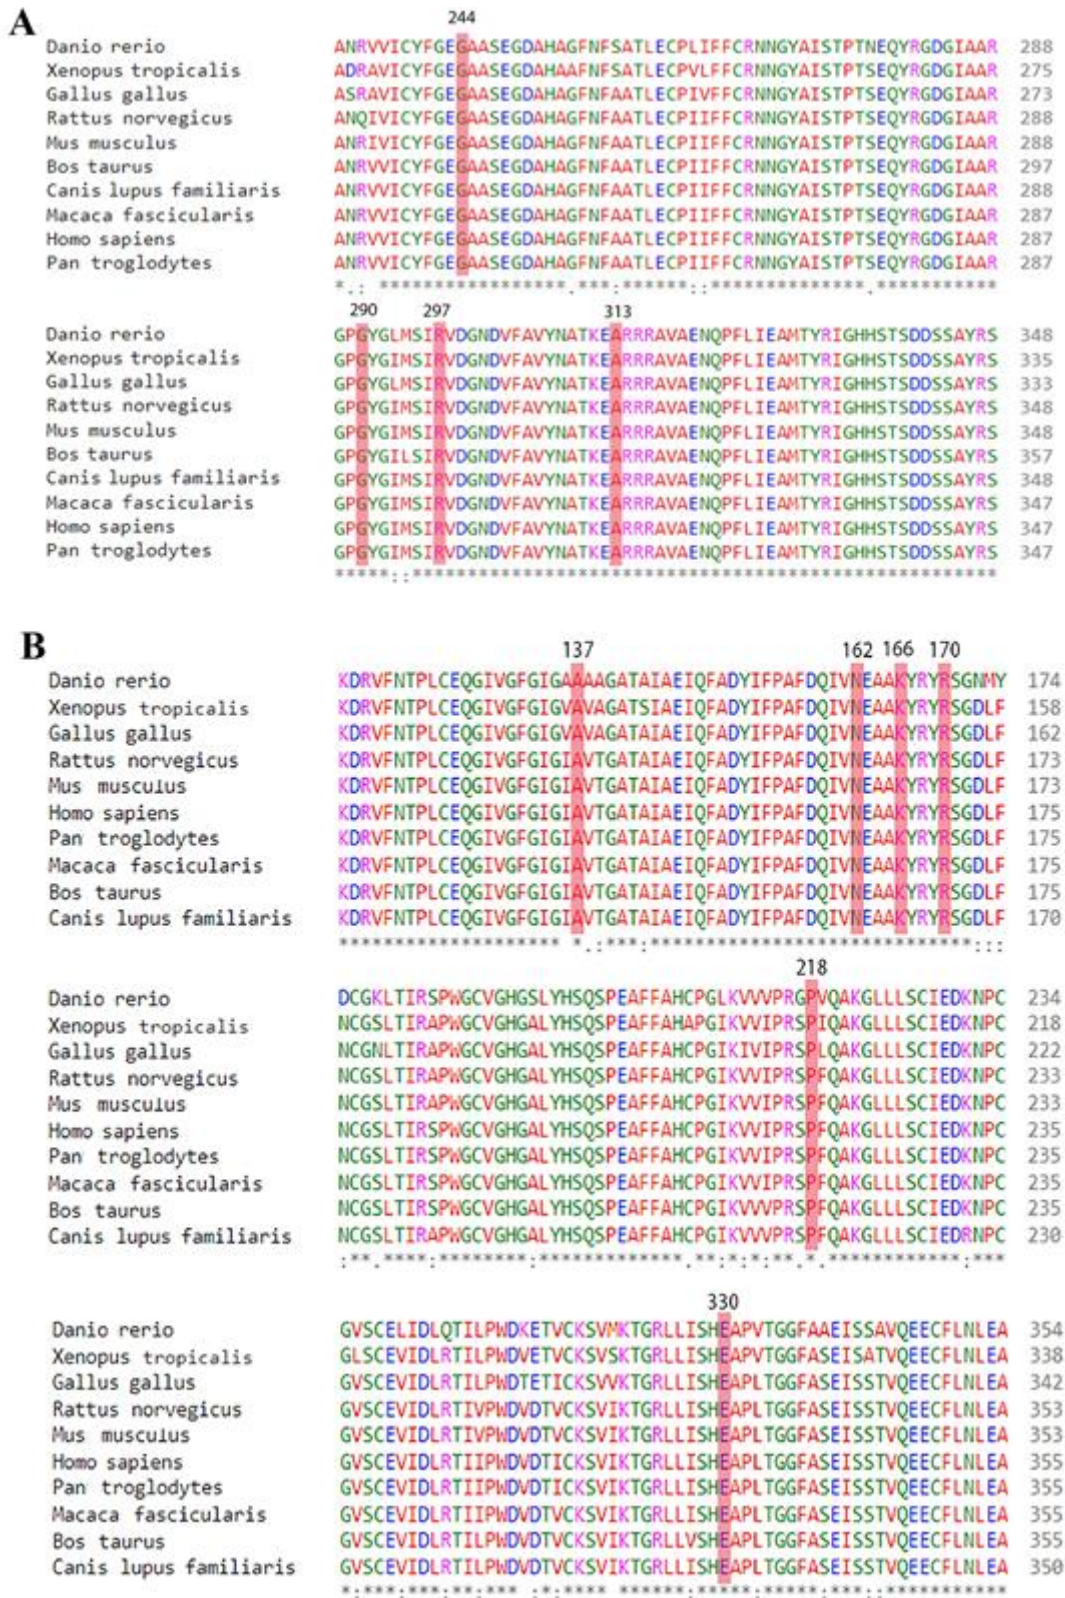 A
244
Danio rerio ANRVVICYFGEGAASEGDAHAGFNFSATLECPLIFFCRNNGYAISTPTNEQYRGDGIAAR 288
Xenopus tropicalis ADRAVICYFGEGAASEGDAHAAFNFSATLECPVLFFCRNNGYAISTPTSEQYRGDGIAAR 275
Gallus gallus ASRAVICYFGEGAASEGDAHAGFNFAATLECPIVFFCRNNGYAISTPTSEQYRGDGIAAR 273
Rattus norvegicus ANQIVICYFGEGAASEGDAHAGFNFAATLECPIIFFCRNNGYAISTPTSEQYRGDGIAAR 288
Mus musculus ANRIVICYFGEGAASEGDAHAGFNFAATLECPIIFFCRNNGYAISTPTSEQYRGDGIAAR 288
Bos taurus ANRVVICYFGEGAASEGDAHAGFNFAATLECPIIFFCRNNGYAISTPTSEQYRGDGIAAR 297
Canis lupus familiaris ANRVVICYFGEGAASEGDAHAGFNFAATLECPIIFFCRNNGYAISTPTSEQYRGDGIAAR 288
Macaca fascicularis ANRVVICYFGEGAASEGDAHAGFNFAATLECPIIFFCRNNGYAISTPTSEQYRGDGIAAR 287
Homo sapiens ANRVVICYFGEGAASEGDAHAGFNFAATLECPIIFFCRNNGYAISTPTSEQYRGDGIAAR 287
Pan troglodytes ANRVVICYFGEGAASEGDAHAGFNFAATLECPIIFFCRNNGYAISTPTSEQYRGDGIAAR 287
*.: *****************.***:******::**************.***********
290 297 313
Danio rerio GPGYGLMSIRVDGNDVFAVYNATKEARRRAVAENQPFLIEAMTYRIGHHSTSDDSSAYRS 348
Xenopus tropicalis GPGYGLMSIRVDGNDVFAVYNATKEARRRAVAENQPFLIEAMTYRIGHHSTSDDSSAYRS 335
Gallus gallus GPGYGLMSIRVDGNDVFAVYNATKEARRRAVAENQPFLIEAMTYRIGHHSTSDDSSAYRS 333
Rattus norvegicus GPGYGIMSIRVDGNDVFAVYNATKEARRRAVAENQPFLIEAMTYRIGHHSTSDDSSAYRS 348
Mus musculus GPGYGIMSIRVDGNDVFAVYNATKEARRRAVAENQPFLIEAMTYRIGHHSTSDDSSAYRS 348
Bos taurus GPGYGILSIRVDGNDVFAVYNATKEARRRAVAENQPFLIEAMTYRIGHHSTSDDSSAYRS 357
Canis lupus familiaris GPGYGIMSIRVDGNDVFAVYNATKEARRRAVAENQPFLIEAMTYRIGHHSTSDDSSAYRS 348
Macaca fascicularis GPGYGIMSIRVDGNDVFAVYNATKEARRRAVAENQPFLIEAMTYRIGHHSTSDDSSAYRS 347
Homo sapiens GPGYGIMSIRVDGNDVFAVYNATKEARRRAVAENQPFLIEAMTYRIGHHSTSDDSSAYRS 347
Pan troglodytes GPGYGIMSIRVDGNDVFAVYNATKEARRRAVAENQPFLIEAMTYRIGHHSTSDDSSAYRS 347
*****::*****************************************************
B
137 162 166 170
Danio rerio KDRVFNTPLCEQGIVGFGIGAAAAGATAIAEIQFADYIFPAFDQIVNEAAKYRYRSGNMY 174
Xenopus tropicalis KDRVFNTPLCEQGIVGFGIGVAVAGATSIAEIQFADYIFPAFDQIVNEAAKYRYRSGDLF 158
Gallus gallus KDRVFNTPLCEQGIVGFGIGVAVAGATAIAEIQFADYIFPAFDQIVNEAAKYRYRSGDLF 162
Rattus norvegicus KDRVFNTPLCEQGIVGFGIGIAVTGATAIAEIQFADYIFPAFDQIVNEAAKYRYRSGDLF 173
Mus musculus KDRVFNTPLCEQGIVGFGIGIAVTGATAIAEIQFADYIFPAFDQIVNEAAKYRYRSGDLF 173
Homo sapiens KDRVFNTPLCEQGIVGFGIGIAVTGATAIAEIQFADYIFPAFDQIVNEAAKYRYRSGDLF 175
Pan troglodytes KDRVFNTPLCEQGIVGFGIGIAVTGATAIAEIQFADYIFPAFDQIVNEAAKYRYRSGDLF 175
Macaca fascicularis KDRVFNTPLCEQGIVGFGIGIAVTGATAIAEIQFADYIFPAFDQIVNEAAKYRYRSGDLF 175
Bos taurus KDRVFNTPLCEQGIVGFGIGIAVTGATAIAEIQFADYIFPAFDQIVNEAAKYRYRSGDLF 175
Canis lupus familiaris KDRVFNTPLCEQGIVGFGIGIAVTGATAIAEIQFADYIFPAFDQIVNEAAKYRYRSGDLF 170
******************** *.:***:*****************************:::
218
Danio rerio DCGKLTIRSPWGCVGHGSLYHSQSPEAFFAHCPGLKVVVPRGPVQAKGLLLSCIEDKNPC 234
Xenopus tropicalis NCGSLTIRAPWGCVGHGALYHSQSPEAFFAHAPGIKVVVPRSPIQAKGLLLSCIEDKNPC 218
Gallus gallus NCGNLTIRAPWGCVGHGALYHSQSPEAFFAHCPGIKIVIPRSPLQAKGLLLSCIEDKNPC 222
Rattus norvegicus NCGSLTIRAPWGCVGHGALYHSQSPEAFFAHCPGIKVVIPRSPFQAKGLLLSCIEDKNPC 233
Mus musculus NCGSLTIRAPWGCVGHGALYHSQSPEAFFAHCPGIKVVIPRSPFQAKGLLLSCIEDKNPC 233
Homo sapiens NCGSLTIRSPWGCVGHGALYHSQSPEAFFAHCPGIKVVIPRSPFQAKGLLLSCIEDKNPC 235
Pan troglodytes NCGSLTIRSPWGCVGHGALYHSQSPEAFFAHCPGIKVVIPRSPFQAKGLLLSCIEDKNPC 235
Macaca fascicularis NCGSLTIRSPWGCVGHGALYHSQSPEAFFAHCPGIKVVIPRSPFQAKGLLLSCIEDKNPC 235
Bos taurus NCGSLTIRSPWGCVGHGALYHSQSPEAFFAHCPGIKVVIPRSPFQAKGLLLSCIEDKNPC 235
Canis lupus familiaris NCGSLTIRAPWGCVGHGALYHSQSPEAFFAHCPGIKVVIPRSPFQAKGLLLSCIEDRNPC 230
:**.****:********:*************.**:*:*:**.*.************:***
330
Danio rerio GVSCELIDLQTILPWDKETVCKSVMKTGRLLISHEAPVTGGFAAEISSAVQEECFLNLEA 354
Xenopus tropicalis GLSCEVIDLRTILPWDVETVCKSVSKTGRLLISHEAPVTGGFASEISATVQEECFLNLEA 338
Gallus gallus GVSCEVIDLRTILPWDTETICKSVVKTGRLLISHEAPLTGGFASEISSTVQEECFLNLEA 342
Rattus norvegicus GVSCEVIDLRTIVPWDVDTVCKSVIKTGRLLISHEAPLTGGFASEISSTVQEECFLNLEA 353
Mus musculus GVSCEVIDLRTIVPWDVDTVCKSVIKTGRLLISHEAPLTGGFASEISSTVQEECFLNLEA 353
Homo sapiens GVSCEVIDLRTIIPWDVDTICKSVIKTGRLLISHEAPLTGGFASEISSTVQEECFLNLEA 355
Pan troglodytes GVSCEVIDLRTIIPWDVDTICKSVIKTGRLLISHEAPLTGGFASEISSTVQEECFLNLEA 355
Macaca fascicularis GVSCEVIDLRTIIPWDVDTVCKSVIKTGRLLISHEAPLTGGFASEISSTVQEECFLNLEA 355
Bos taurus GVSCEVIDLRTILPWDVDTVCKSVIKTGRLLVSHEAPLTGGFASEISSTVQEECFLNLEA 355
Canis lupus familiaris GVSCEVIDLRTILPWDVDTVCKSVIKTGRLLISHEAPLTGGFASEISSTVQEECFLNLEA 350
*:***:***:**:*** :*:**** ******:*****:*****:***::***********